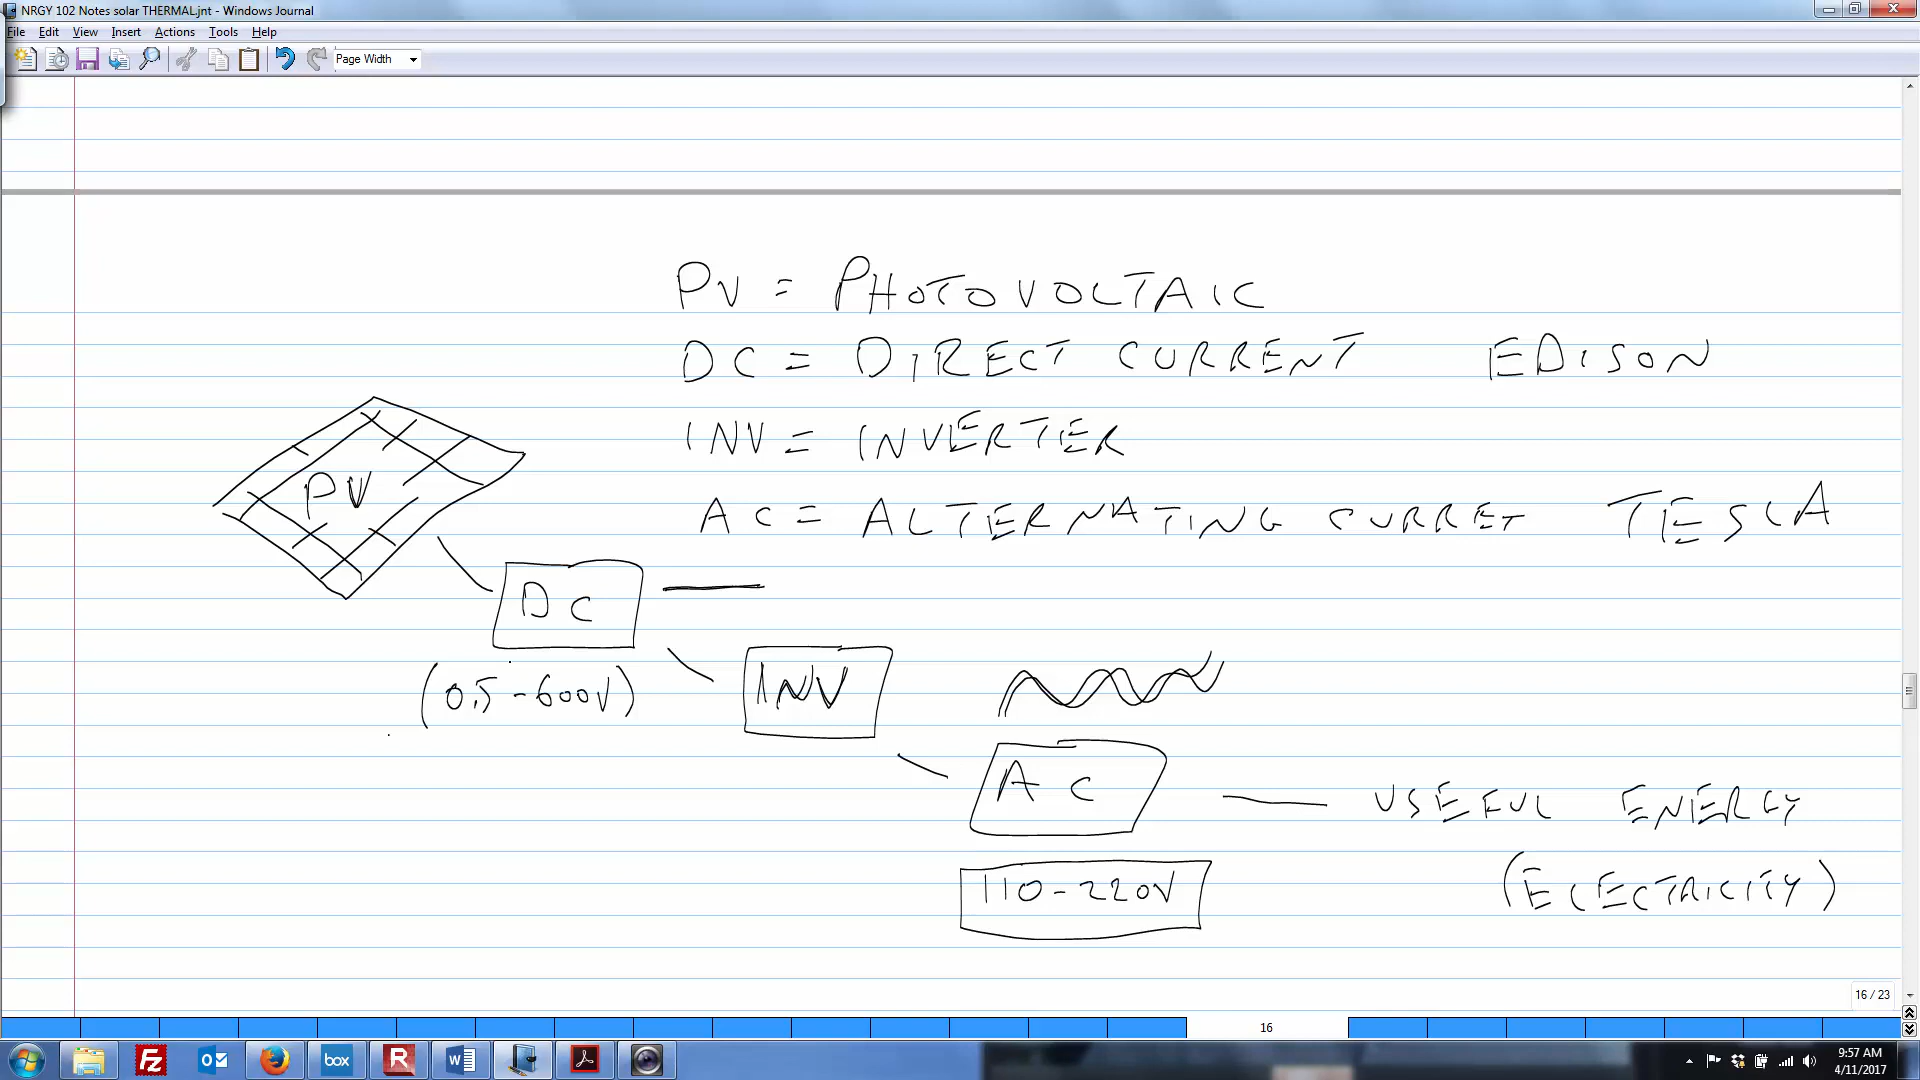 NRGY 102 Notes solar THERMAL.jnt - Windows Journal
File Edit View Insert Actions Tools Help
Page Width
PV = PHOTOVOLTAIC
DC = DIRECT CURRENT EDISON
INV = INVERTER
AC = ALTERNATING CURRET TESLA
PV
DC
(0.5 - 600V)
INV
AC
USEFUL ENERGY
110 - 220V
(ELECTRICITY)
16 / 23
16
Fz
O
box
R
W
9:57 AM
4/11/2017